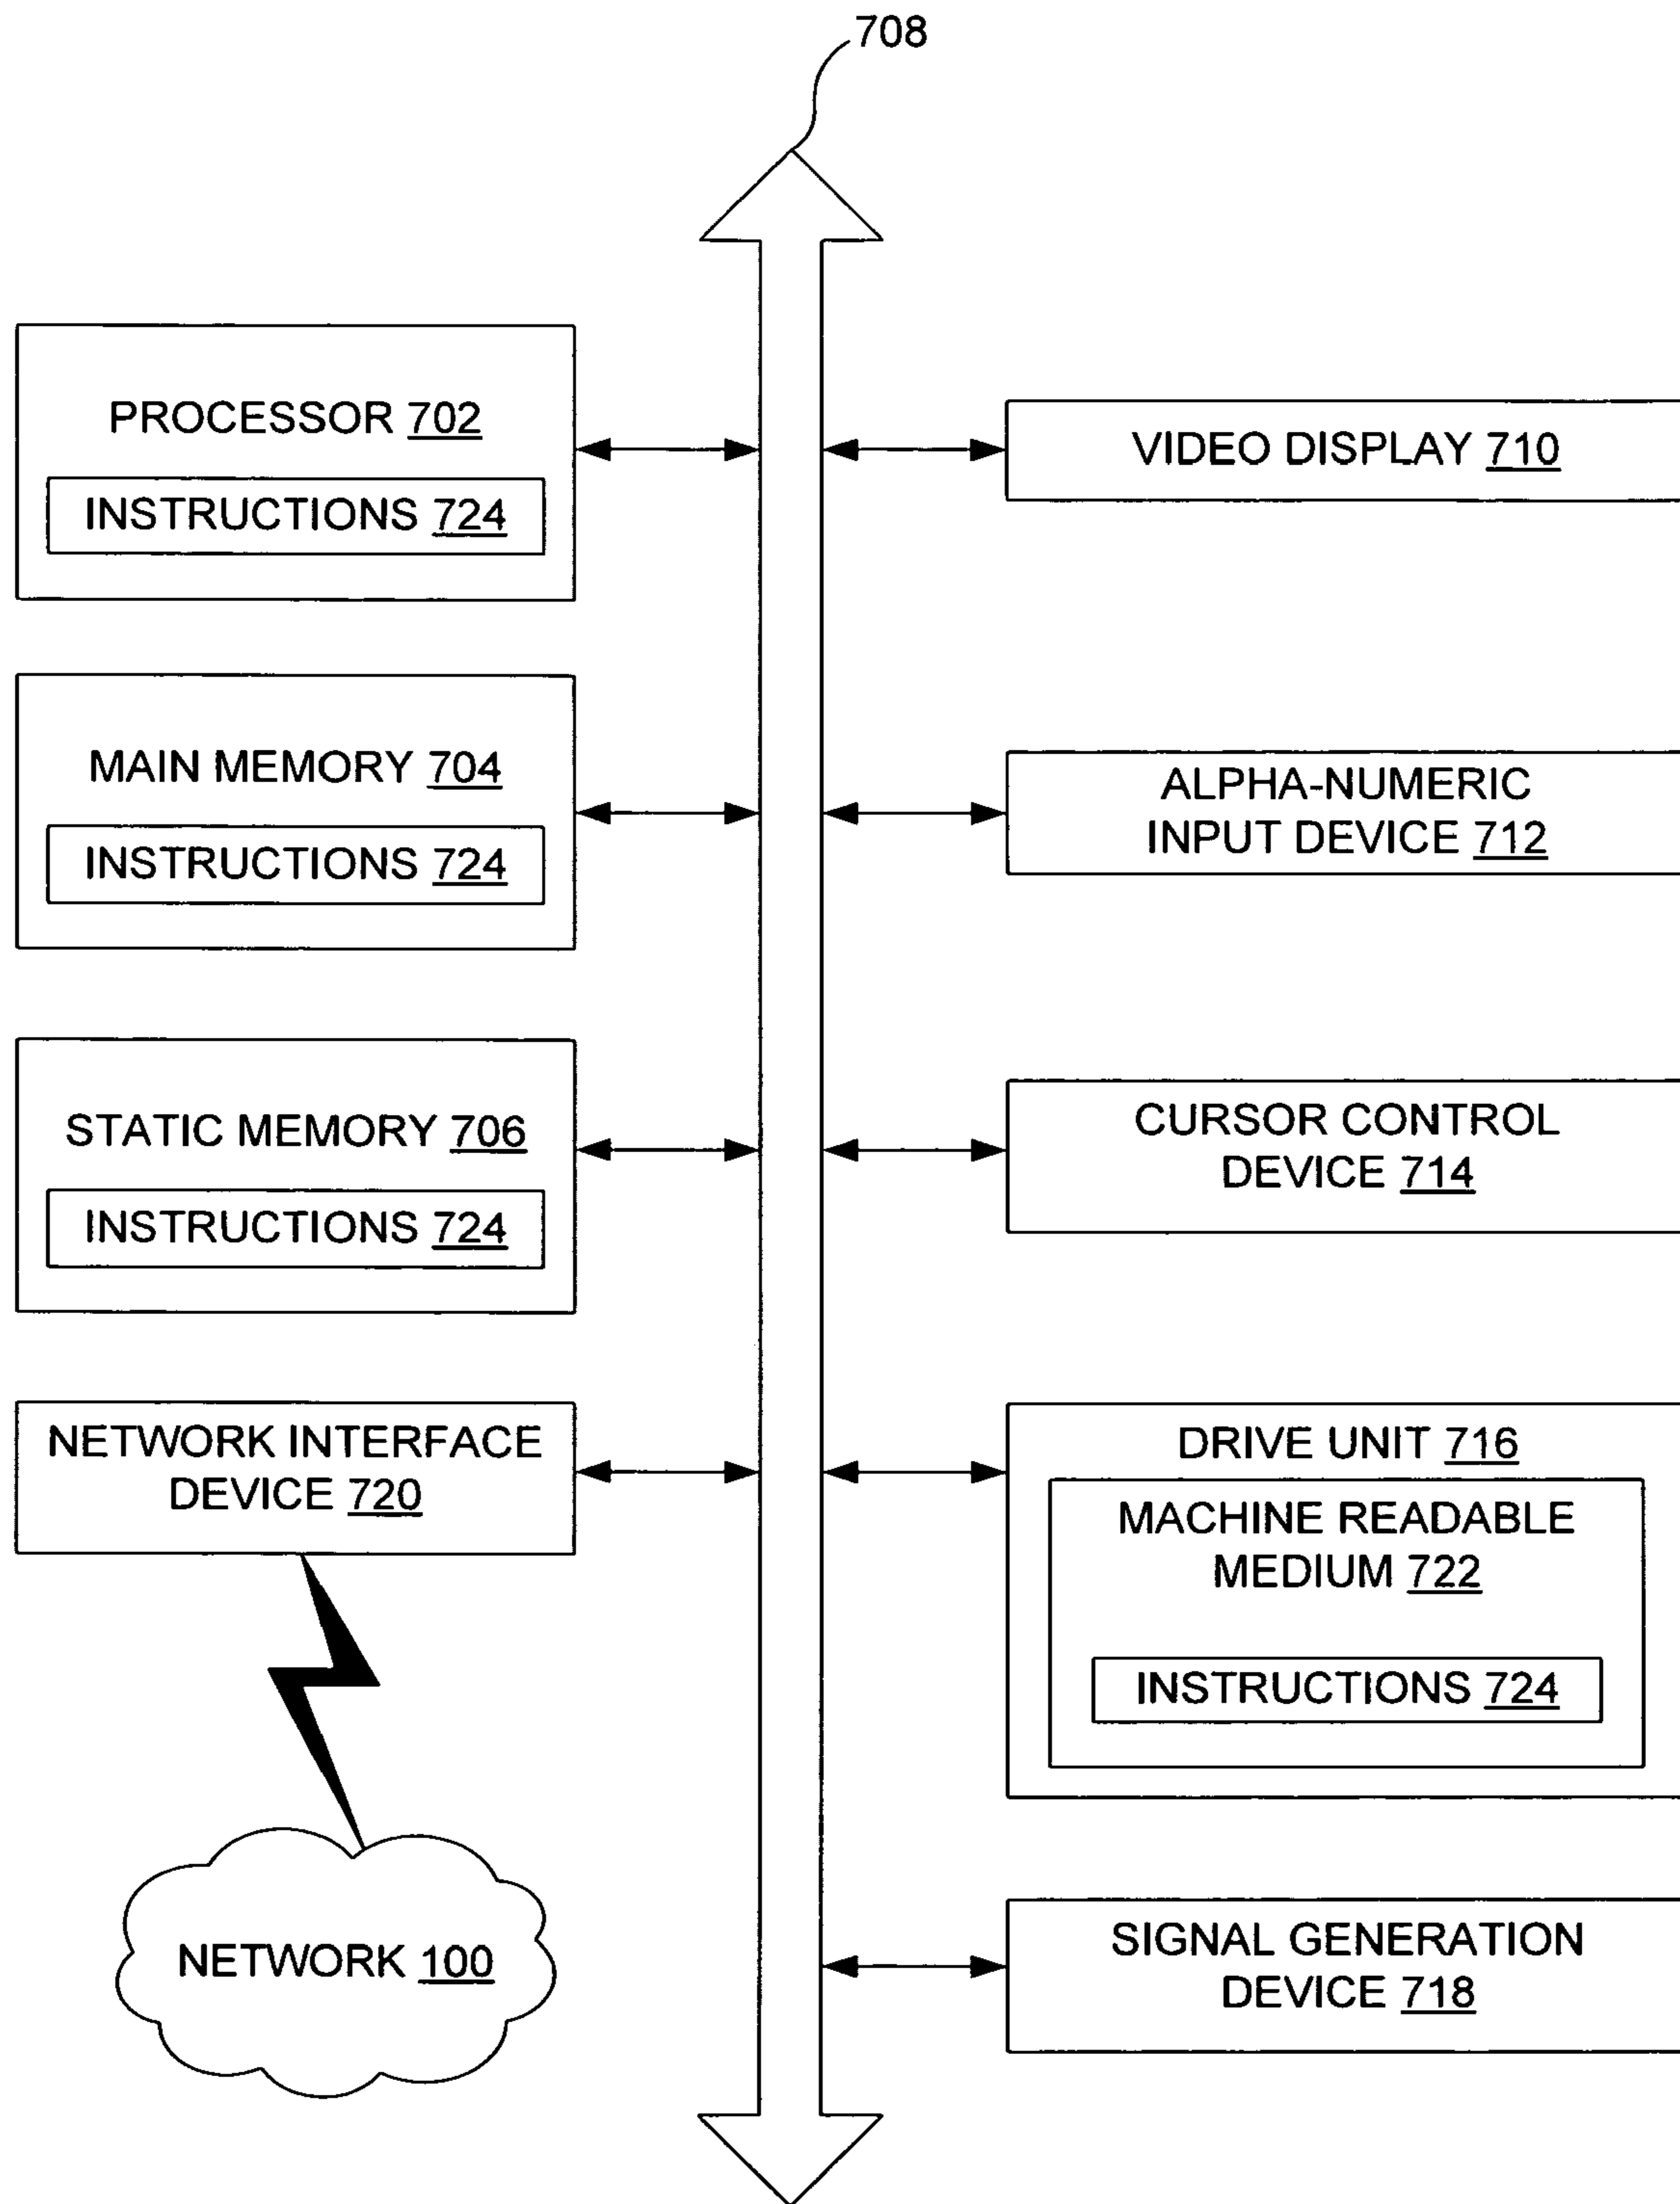 708
PROCESSOR 702
INSTRUCTIONS 724
MAIN MEMORY 704
INSTRUCTIONS 724
STATIC MEMORY 706
INSTRUCTIONS 724
NETWORK INTERFACE
DEVICE 720
NETWORK 100
VIDEO DISPLAY 710
ALPHA-NUMERIC
INPUT DEVICE 712
CURSOR CONTROL
DEVICE 714
DRIVE UNIT 716
MACHINE READABLE
MEDIUM 722
INSTRUCTIONS 724
SIGNAL GENERATION
DEVICE 718